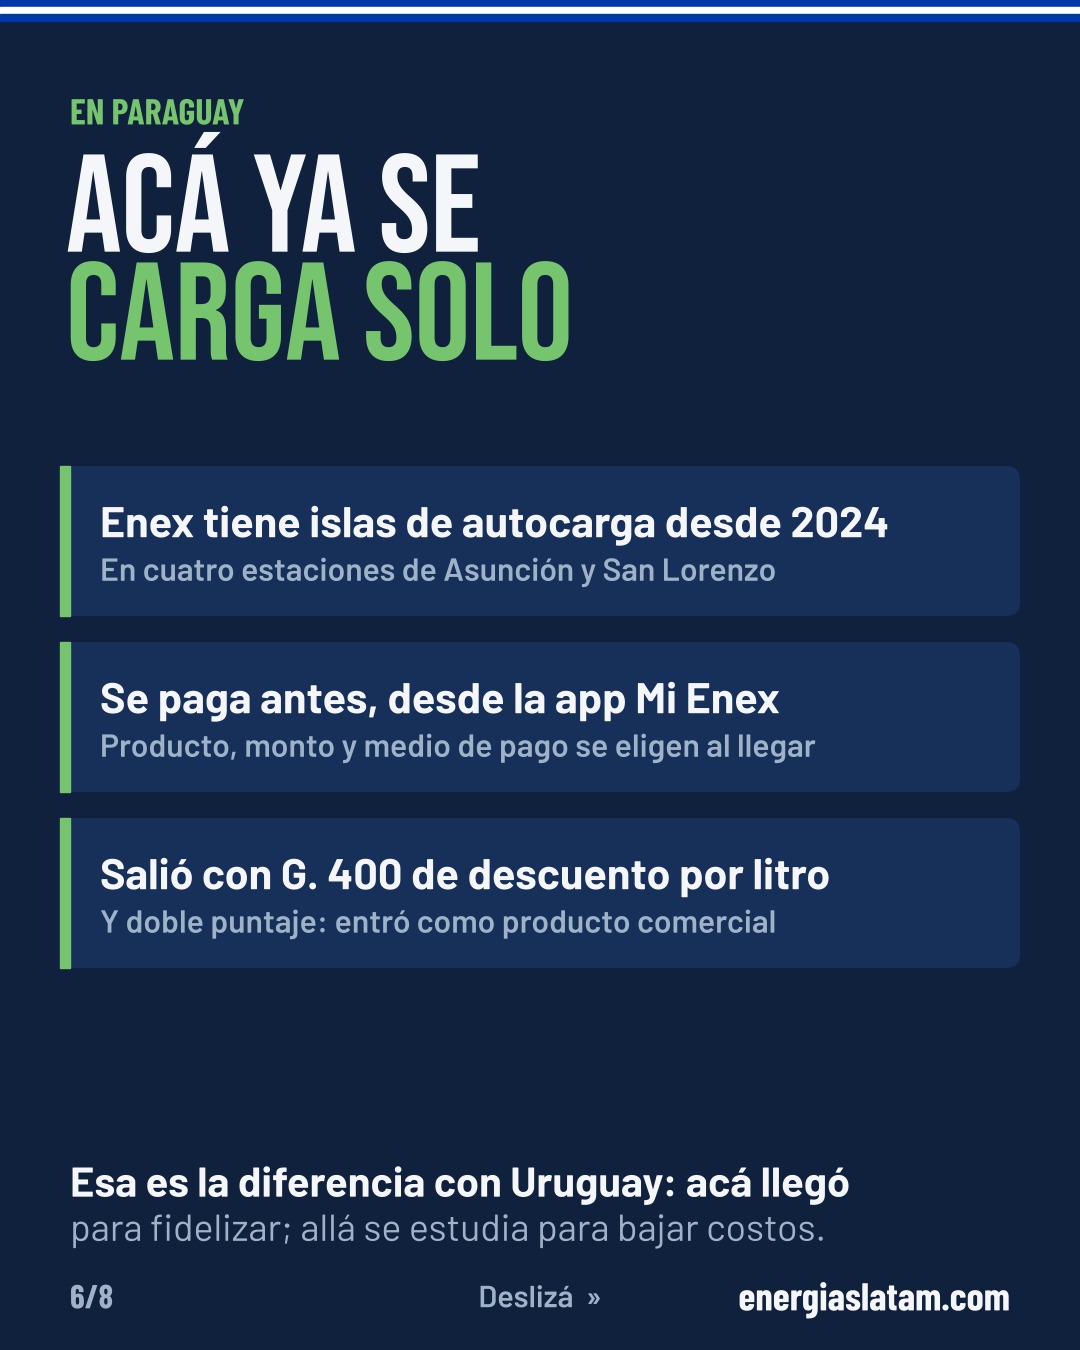 EN PARAGUAY
ACÁ YA SE
CARGA SOLO
Enex tiene islas de autocarga desde 2024
En cuatro estaciones de Asunción y San Lorenzo
Se paga antes, desde la app Mi Enex
Producto, monto y medio de pago se eligen al llegar
Salió con G. 400 de descuento por litro
Y doble puntaje: entró como producto comercial
Esa es la diferencia con Uruguay: acá llegó
para fidelizar; allá se estudia para bajar costos.
6/8
Deslizá »
energiaslatam.com